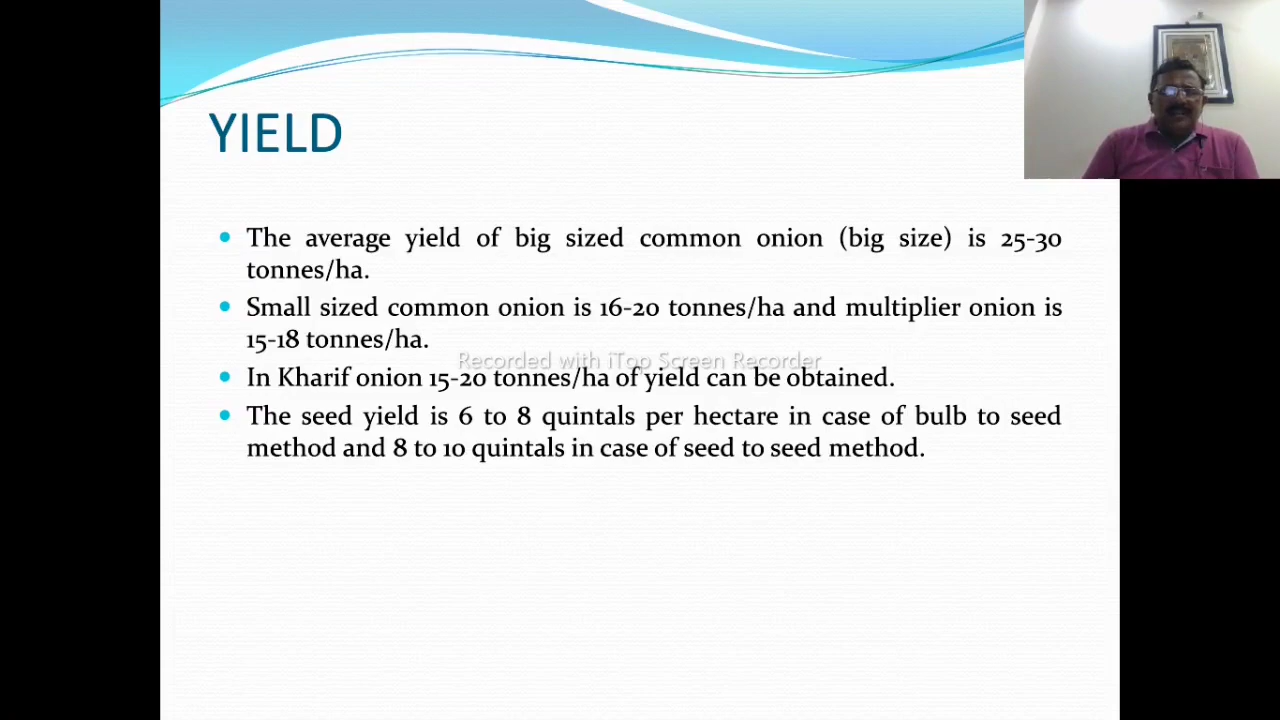 YIELD
The average yield of big sized common onion (big size) is 25-30
tonnes/ha.
Small sized common onion is 16-20 tonnes/ha and multiplier onion is
15-18 tonnes/ha.
Recorded with iTop Screen Recorder
In Kharif onion 15-20 tonnes/ha of yield can be obtained.
The seed yield is 6 to 8 quintals per hectare in case of bulb to seed
method and 8 to 10 quintals in case of seed to seed method.